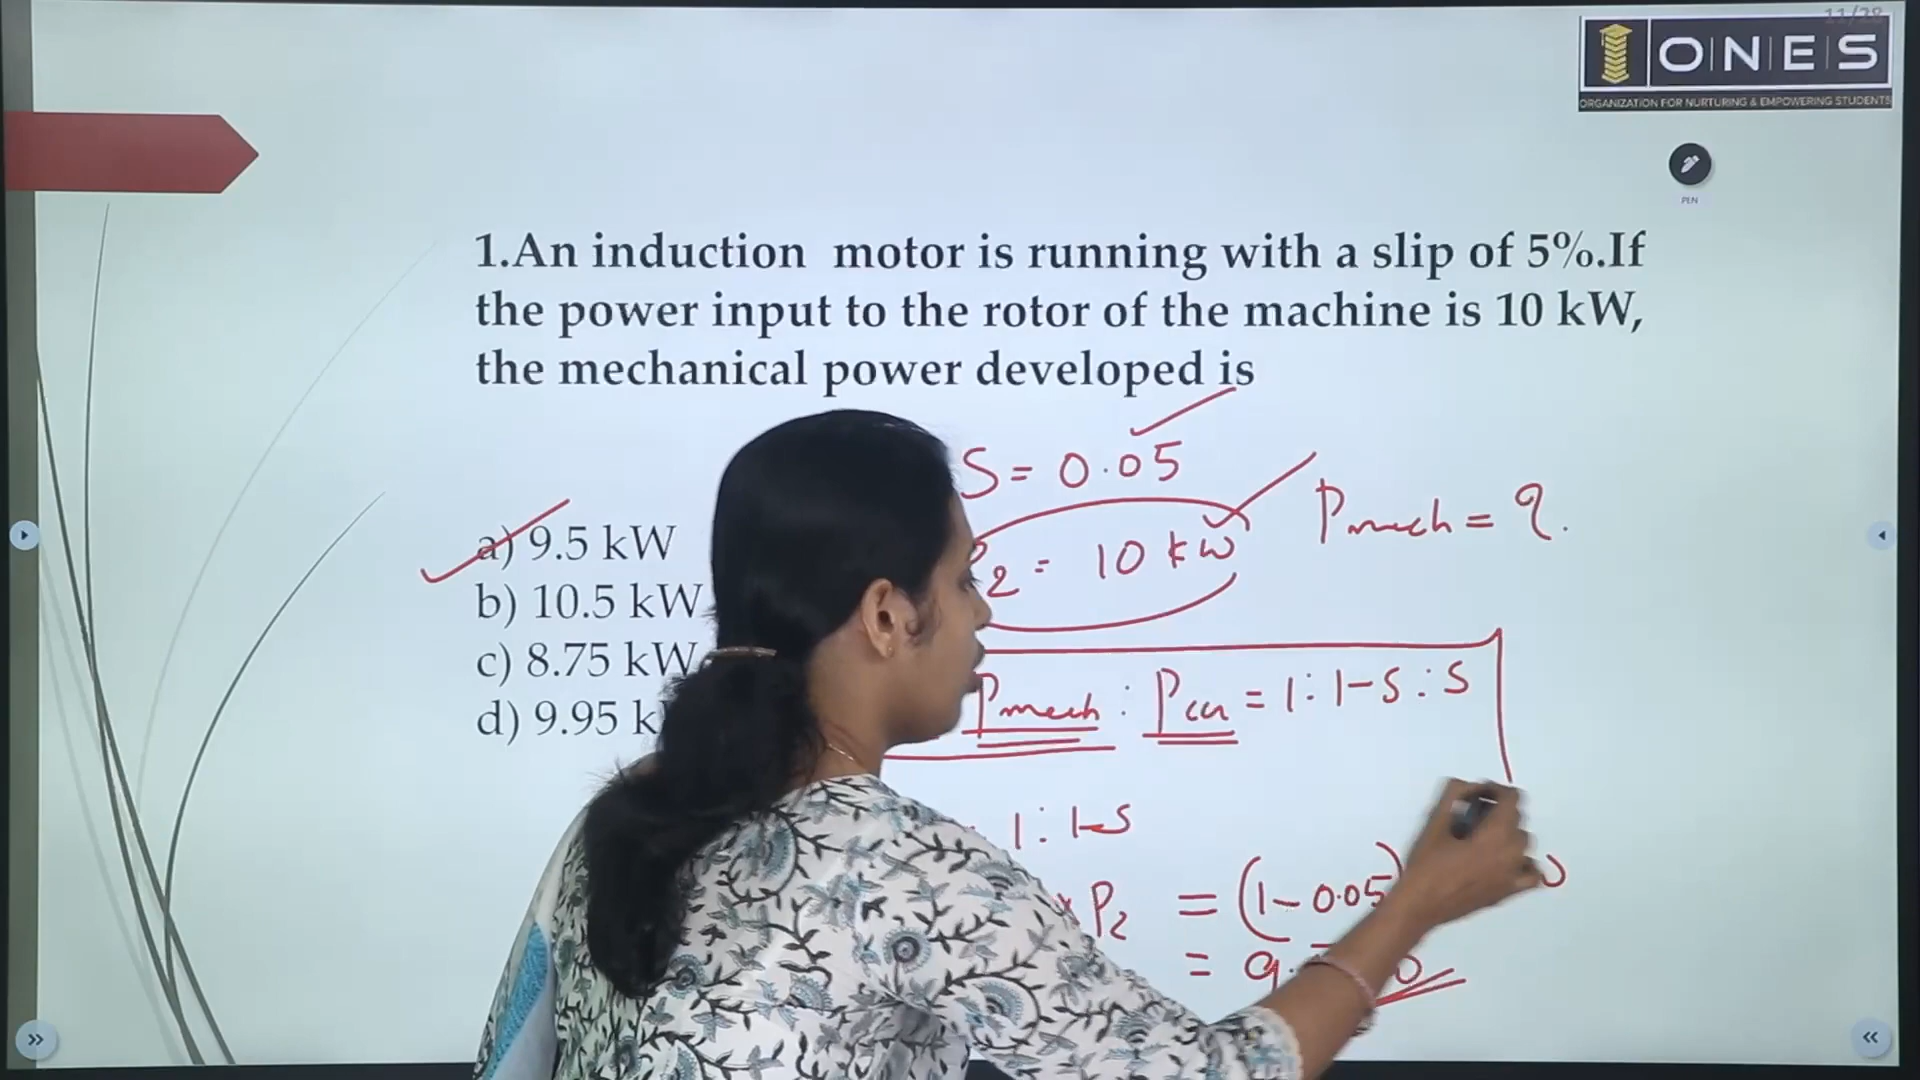 11/28
O|N|E|S
ORGANIZATION FOR NURTURING & EMPOWERING STUDENTS
PEN
1.An induction motor is running with a slip of 5%.If
the power input to the rotor of the machine is 10 kW,
the mechanical power developed is
S = 0.05
a) 9.5 kW
2 = 10 kW
Pmech = ?.
b) 10.5 kW
c) 8.75 kW
Pmech : Pcu = 1 : 1-S : S
d) 9.95 k
1 : 1-S
× P2 = (1-0.05)
= 9.